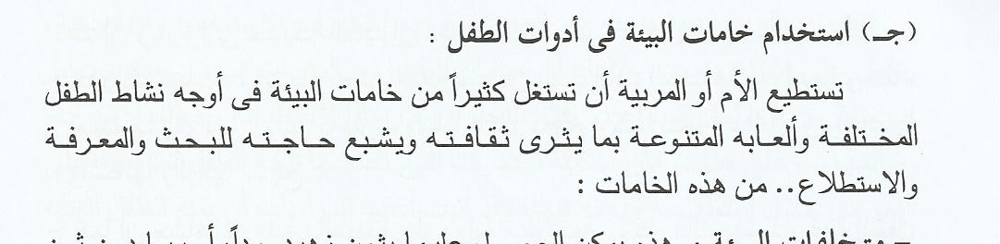 (جـ) استخدام خامات البيئة فى أدوات الطفل :
تستطيع الأم أو المربية أن تستغل كثيراً من خامات البيئة فى أوجه نشاط الطفل
المختلفة وألعابه المتنوعة بما يثرى ثقافته ويشبع حاجته للبحث والمعرفة
والاستطلاع.. من هذه الخامات :